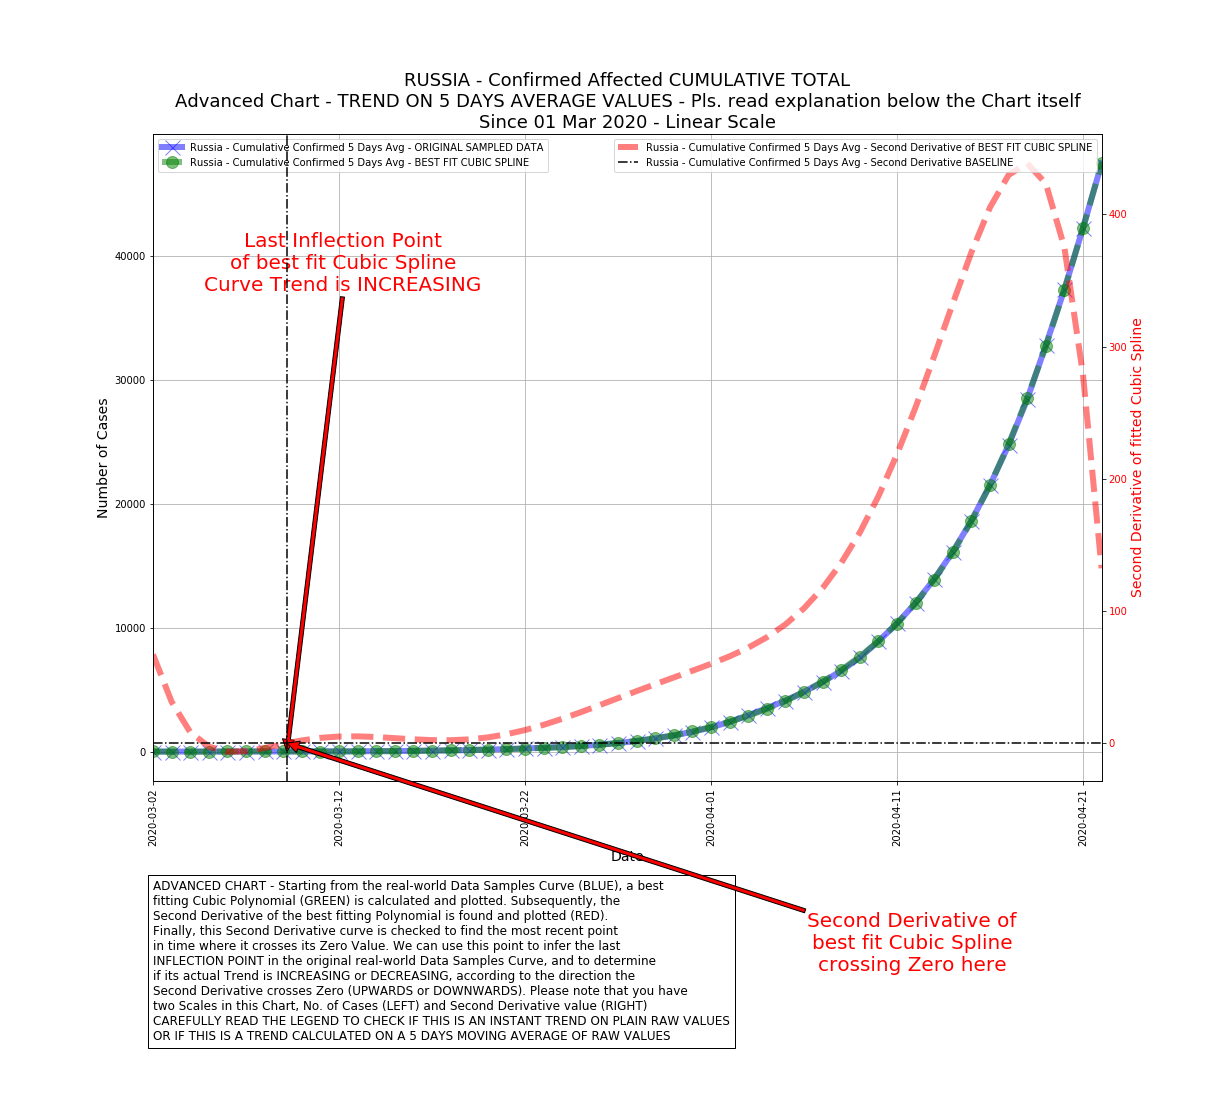 RUSSIA - Confirmed Affected CUMULATIVE TOTAL
Advanced Chart - TREND ON 5 DAYS AVERAGE VALUES - Pls. read explanation below the Chart itself
Since 01 Mar 2020 - Linear Scale
Russia - Cumulative Confirmed 5 Days Avg - ORIGINAL SAMPLED DATA
Russia - Cumulative Confirmed 5 Days Avg - BEST FIT CUBIC SPLINE
Russia - Cumulative Confirmed 5 Days Avg - Second Derivative of BEST FIT CUBIC SPLINE
Russia - Cumulative Confirmed 5 Days Avg - Second Derivative BASELINE
Last Inflection Point
of best fit Cubic Spline
Curve Trend is INCREASING
Number of Cases
40000
30000
20000
10000
0
400
300
200
100
0
Second Derivative of fitted Cubic Spline
2020-03-02
2020-03-12
2020-03-22
2020-04-01
2020-04-11
2020-04-21
Date
ADVANCED CHART - Starting from the real-world Data Samples Curve (BLUE), a best
fitting Cubic Polynomial (GREEN) is calculated and plotted. Subsequently, the
Second Derivative of the best fitting Polynomial is found and plotted (RED).
Finally, this Second Derivative curve is checked to find the most recent point
in time where it crosses its Zero Value. We can use this point to infer the last
INFLECTION POINT in the original real-world Data Samples Curve, and to determine
if its actual Trend is INCREASING or DECREASING, according to the direction the
Second Derivative crosses Zero (UPWARDS or DOWNWARDS). Please note that you have
two Scales in this Chart, No. of Cases (LEFT) and Second Derivative value (RIGHT)
CAREFULLY READ THE LEGEND TO CHECK IF THIS IS AN INSTANT TREND ON PLAIN RAW VALUES
OR IF THIS IS A TREND CALCULATED ON A 5 DAYS MOVING AVERAGE OF RAW VALUES
Second Derivative of
best fit Cubic Spline
crossing Zero here